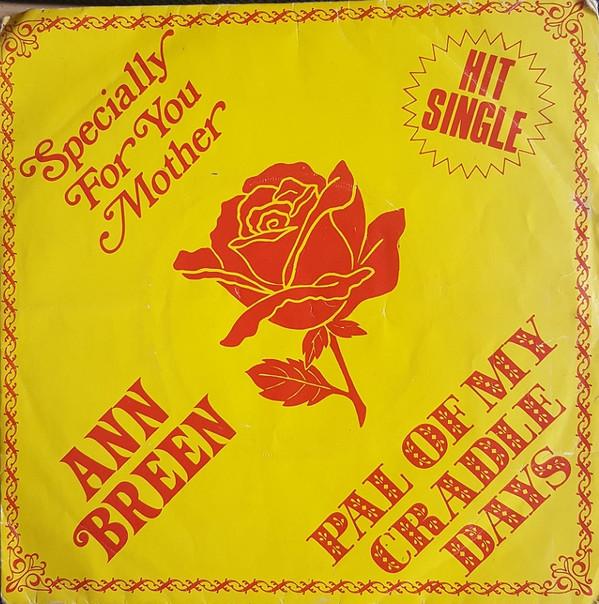 Specially
For You
Mother
HIT
SINGLE
ANN
BREEN
PAL OF MY
CRADLE
DAYS